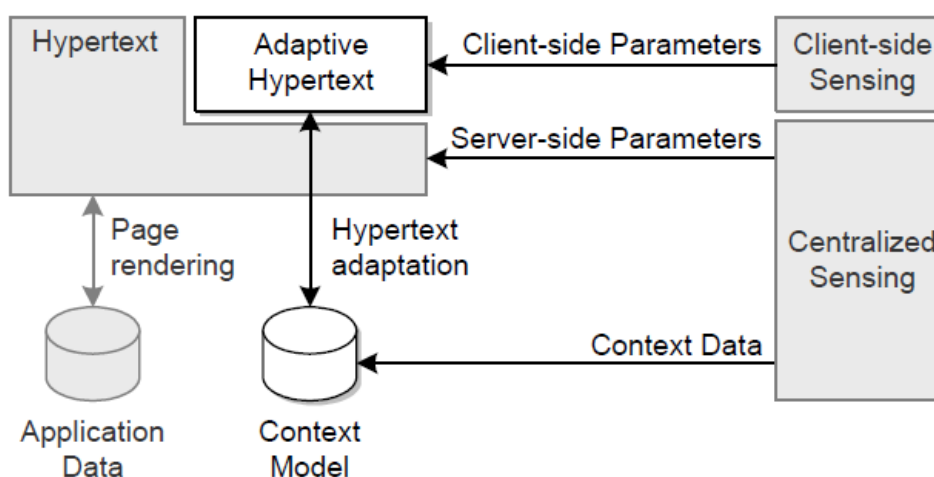 Hypertext
Adaptive
Hypertext
Client-side Parameters
Client-side
Sensing
Server-side Parameters
Page
rendering
Hypertext
adaptation
Centralized
Sensing
Context Data
Application
Data
Context
Model